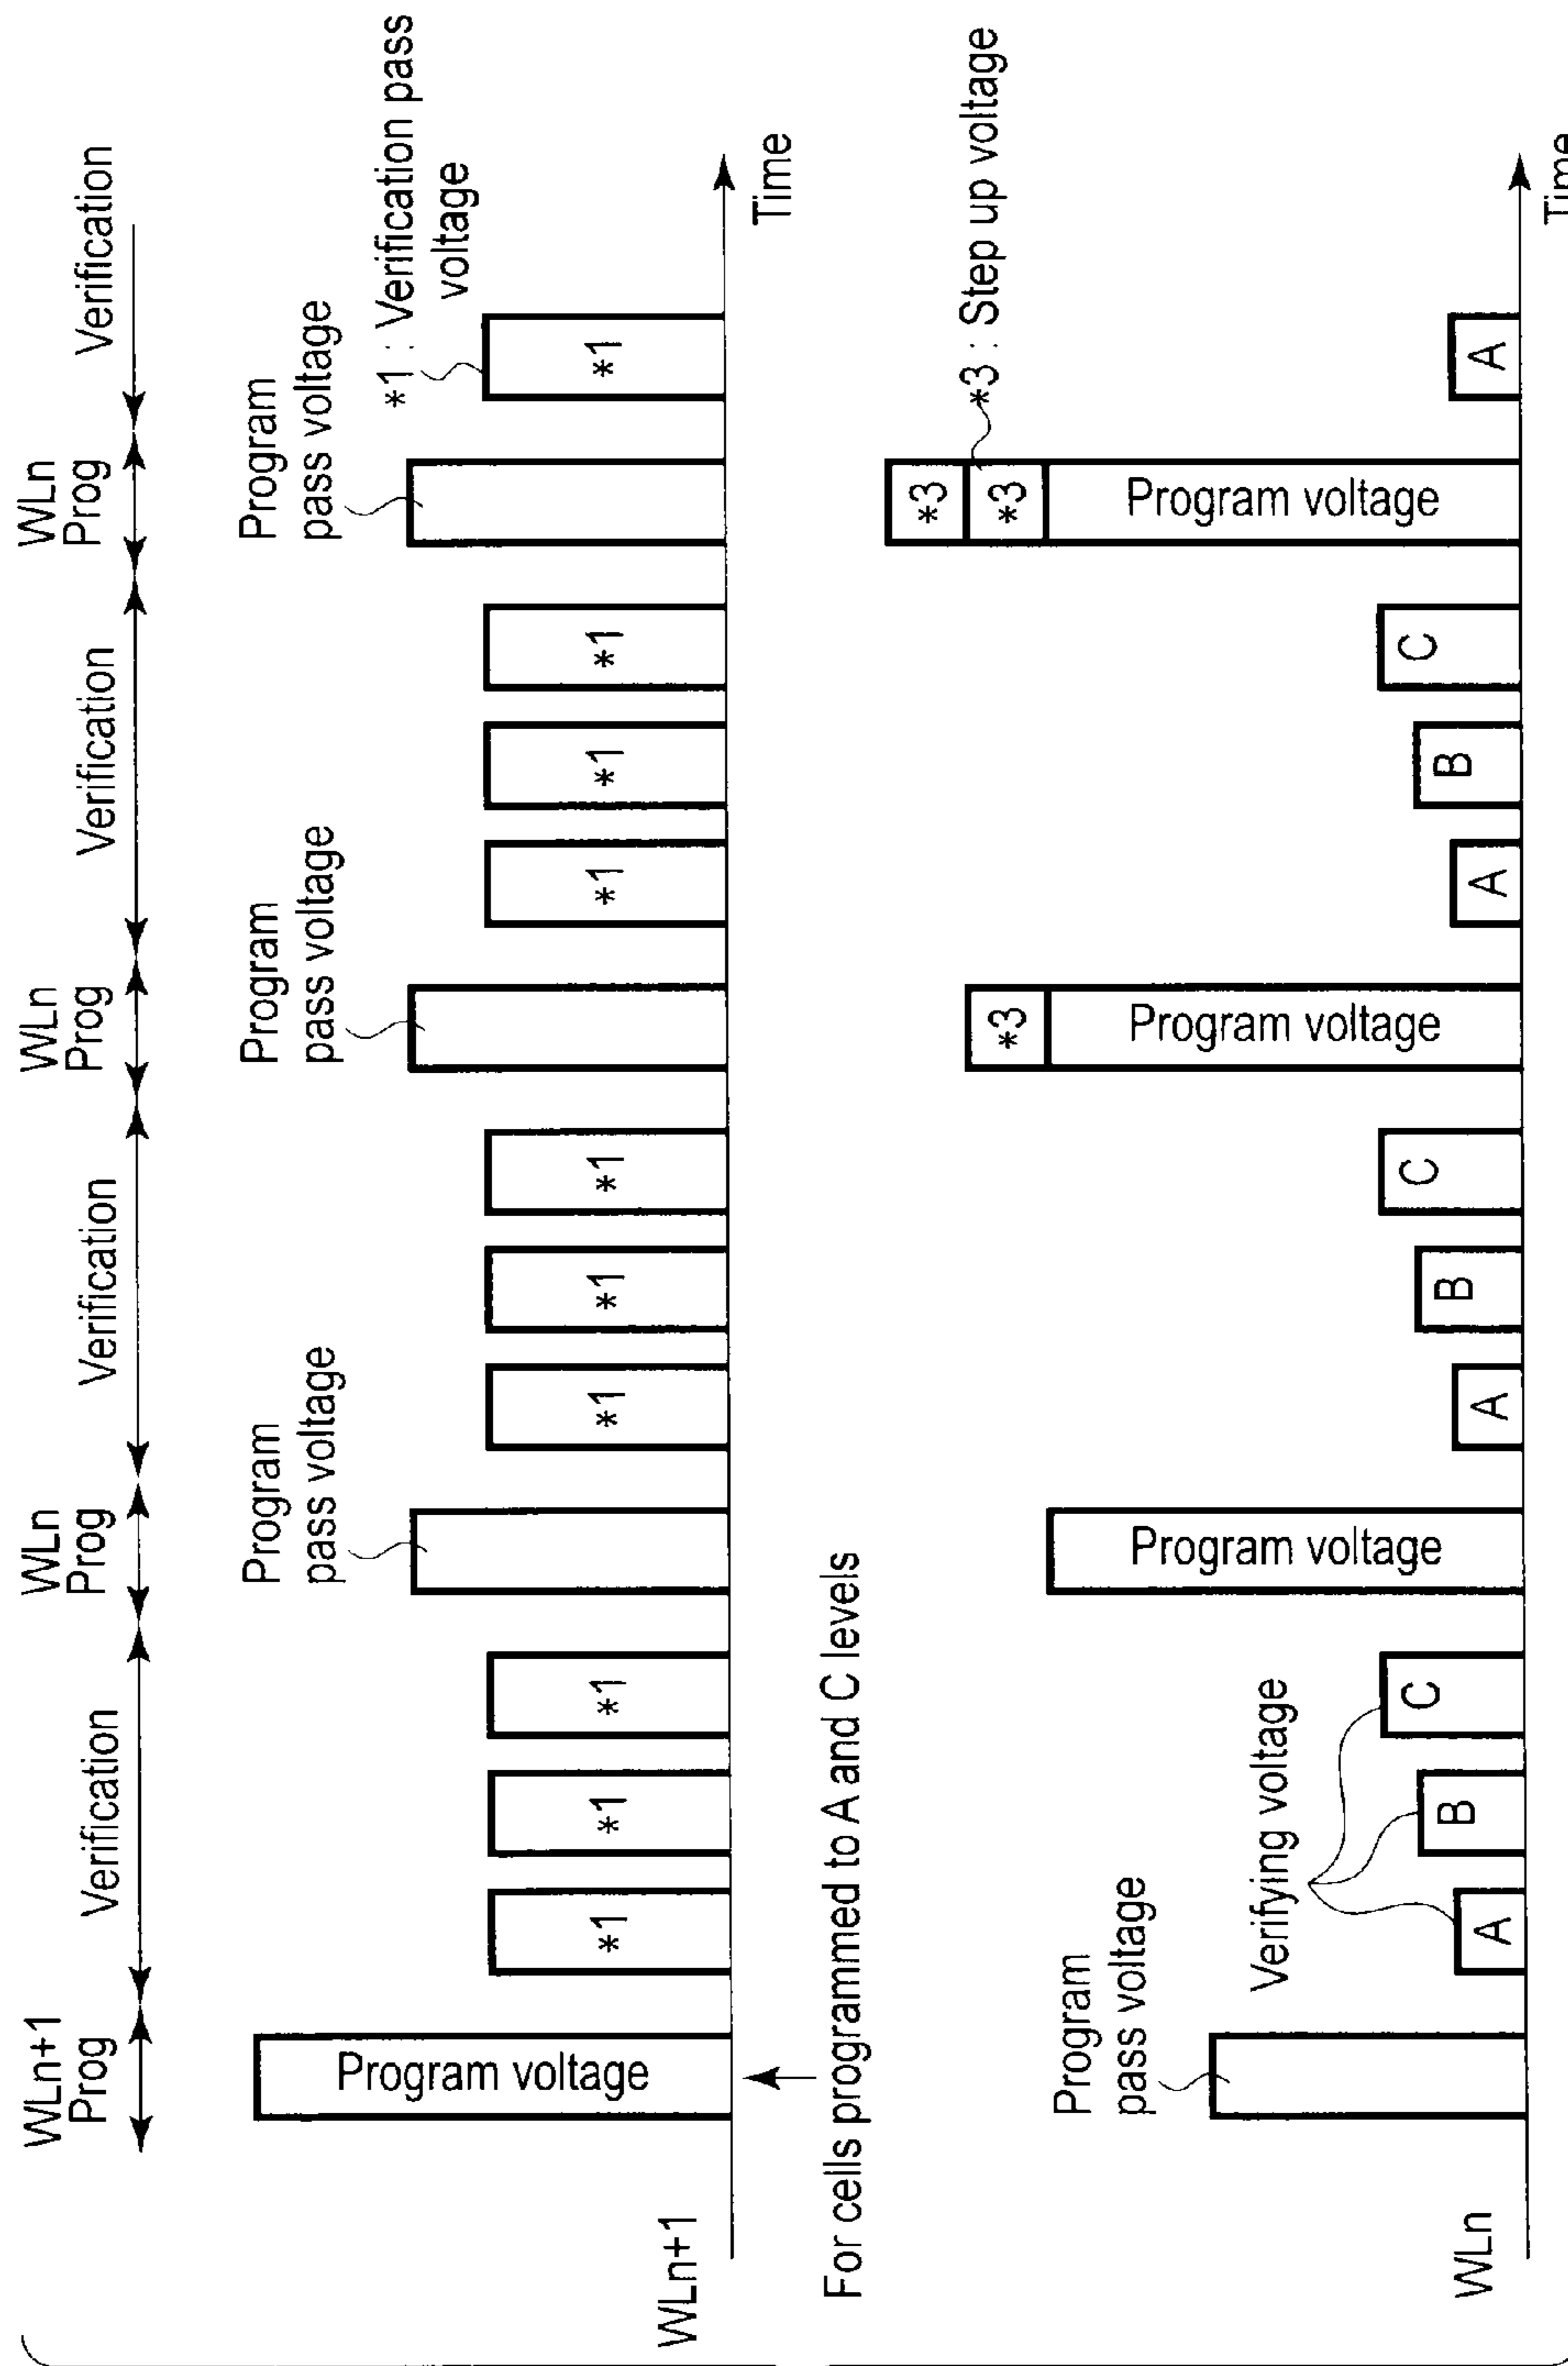 WLn+1
Prog
Verification
WLn
Prog
Verification
WLn
Prog
Verification
WLn
Prog
Verification
Program voltage
*1
*1
*1
Program
pass voltage
*1
*1
*1
Program
pass voltage
*1
*1
*1
Program
pass voltage
*1 : Verification pass
voltage
*1
WLn+1
Time
For cells programmed to A and C levels
Program
pass voltage
Verifying voltage
A
B
C
Program voltage
A
B
C
*3
Program voltage
A
B
C
*3
*3
Program voltage
*3 : Step up voltage
A
WLn
Time